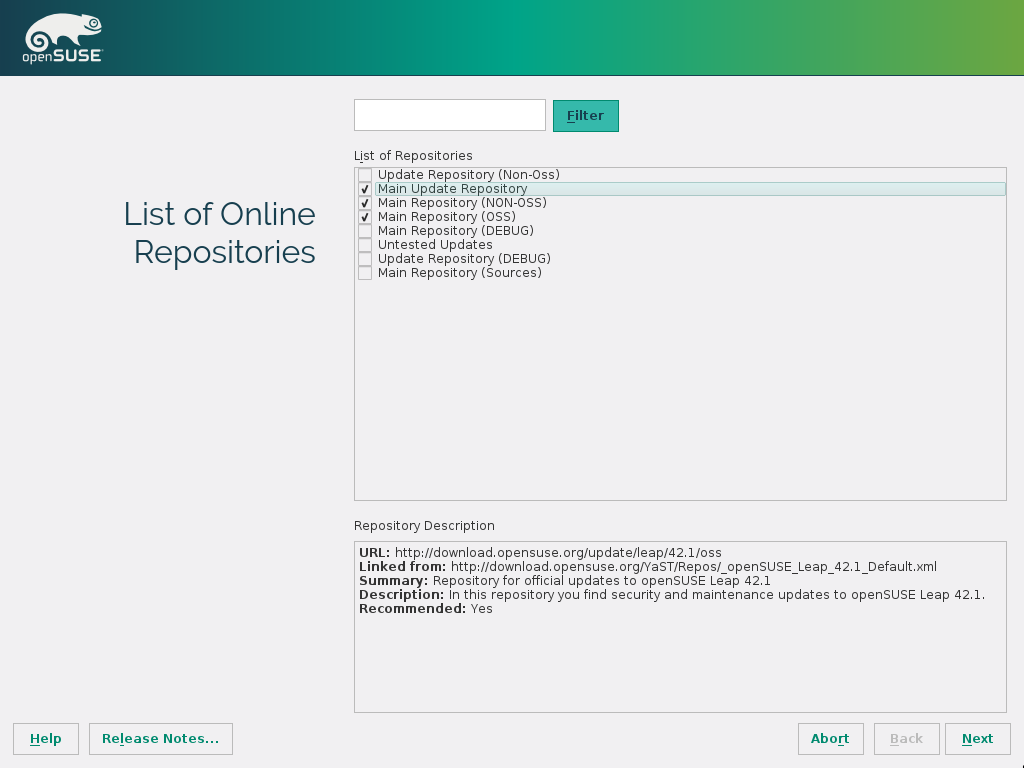 openSUSE
Filter
List of Repositories
Update Repository (Non-Oss)
Main Update Repository
Main Repository (NON-OSS)
Main Repository (OSS)
Main Repository (DEBUG)
Untested Updates
Update Repository (DEBUG)
Main Repository (Sources)
List of Online
Repositories
Repository Description
URL: http://download.opensuse.org/update/leap/42.1/oss
Linked from: http://download.opensuse.org/YaST/Repos/_openSUSE_Leap_42.1_Default.xml
Summary: Repository for official updates to openSUSE Leap 42.1
Description: In this repository you find security and maintenance updates to openSUSE Leap 42.1.
Recommended: Yes
Help
Release Notes...
Abort
Back
Next